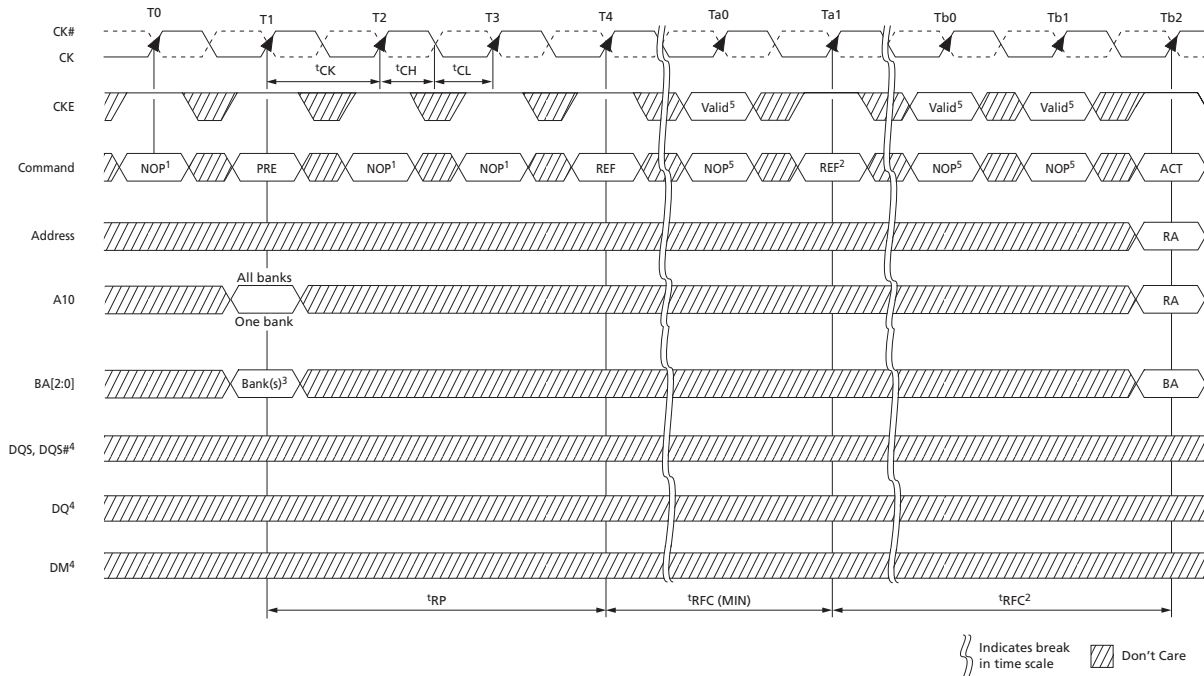 T0 T1 T2 T3 T4 Ta0 Ta1 Tb0 Tb1 Tb2
CK#
CK
tCK tCH tCL
CKE Valid5 Valid5 Valid5
Command NOP1 PRE NOP1 NOP1 REF NOP5 REF2 NOP5 NOP5 ACT
Address RA
All banks
A10 RA
One bank
BA[2:0] Bank(s)3 BA
DQS, DQS#4
DQ4
DM4
tRP tRFC (MIN) tRFC2
Indicates break
in time scale
Don't Care